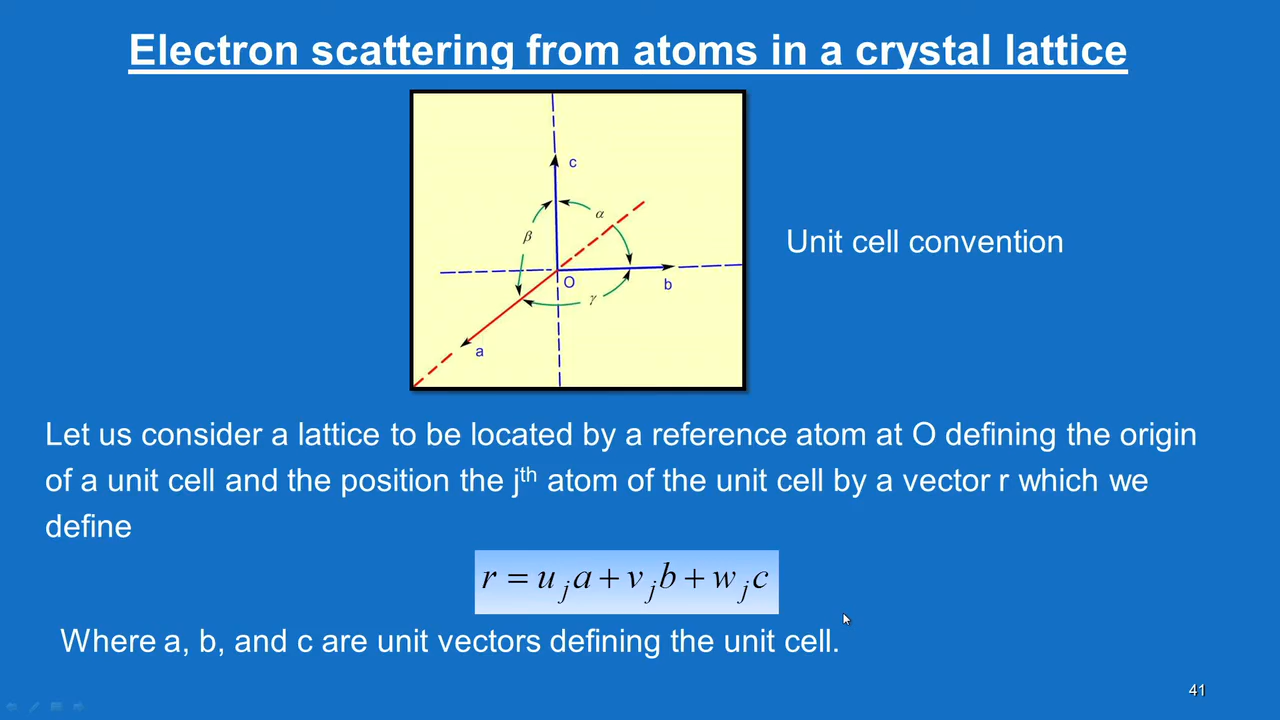 Electron scattering from atoms in a crystal lattice
c
α
β
O
b
γ
a
Unit cell convention
Let us consider a lattice to be located by a reference atom at O defining the origin
of a unit cell and the position the jth atom of the unit cell by a vector r which we
define
r = u_j a + v_j b + w_j c
Where a, b, and c are unit vectors defining the unit cell.
41